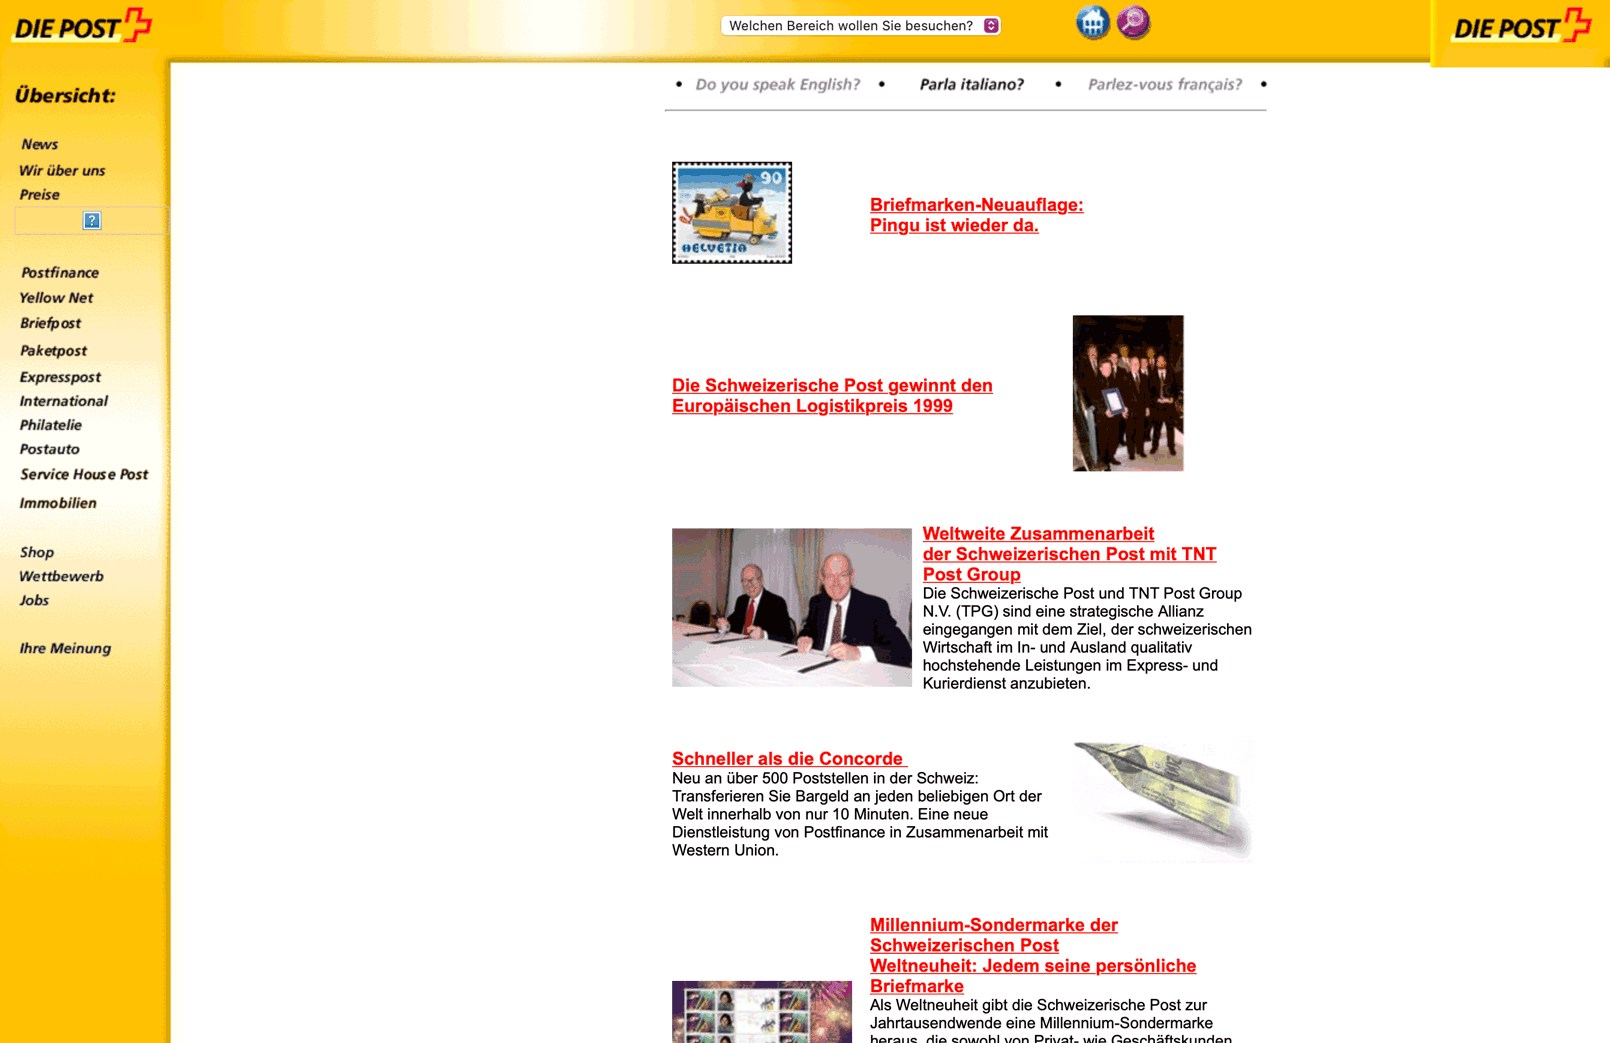 DIE POST
Welchen Bereich wollen Sie besuchen?
DIE POST
Übersicht:
News
Wir über uns
Preise
?
Postfinance
Yellow Net
Briefpost
Paketpost
Expresspost
International
Philatelie
Postauto
Service House Post
Immobilien
Shop
Wettbewerb
Jobs
Ihre Meinung
• Do you speak English? • Parla italiano? • Parlez-vous français? •
90
HELVETIA
Briefmarken-Neuauflage:
Pingu ist wieder da.
Die Schweizerische Post gewinnt den
Europäischen Logistikpreis 1999
Weltweite Zusammenarbeit
der Schweizerischen Post mit TNT
Post Group
Die Schweizerische Post und TNT Post Group
N.V. (TPG) sind eine strategische Allianz
eingegangen mit dem Ziel, der schweizerischen
Wirtschaft im In- und Ausland qualitativ
hochstehende Leistungen im Express- und
Kurierdienst anzubieten.
Schneller als die Concorde
Neu an über 500 Poststellen in der Schweiz:
Transferieren Sie Bargeld an jeden beliebigen Ort der
Welt innerhalb von nur 10 Minuten. Eine neue
Dienstleistung von Postfinance in Zusammenarbeit mit
Western Union.
Millennium-Sondermarke der
Schweizerischen Post
Weltneuheit: Jedem seine persönliche
Briefmarke
Als Weltneuheit gibt die Schweizerische Post zur
Jahrtausendwende eine Millennium-Sondermarke
heraus, die sowohl von Privat- wie Geschäftskunden